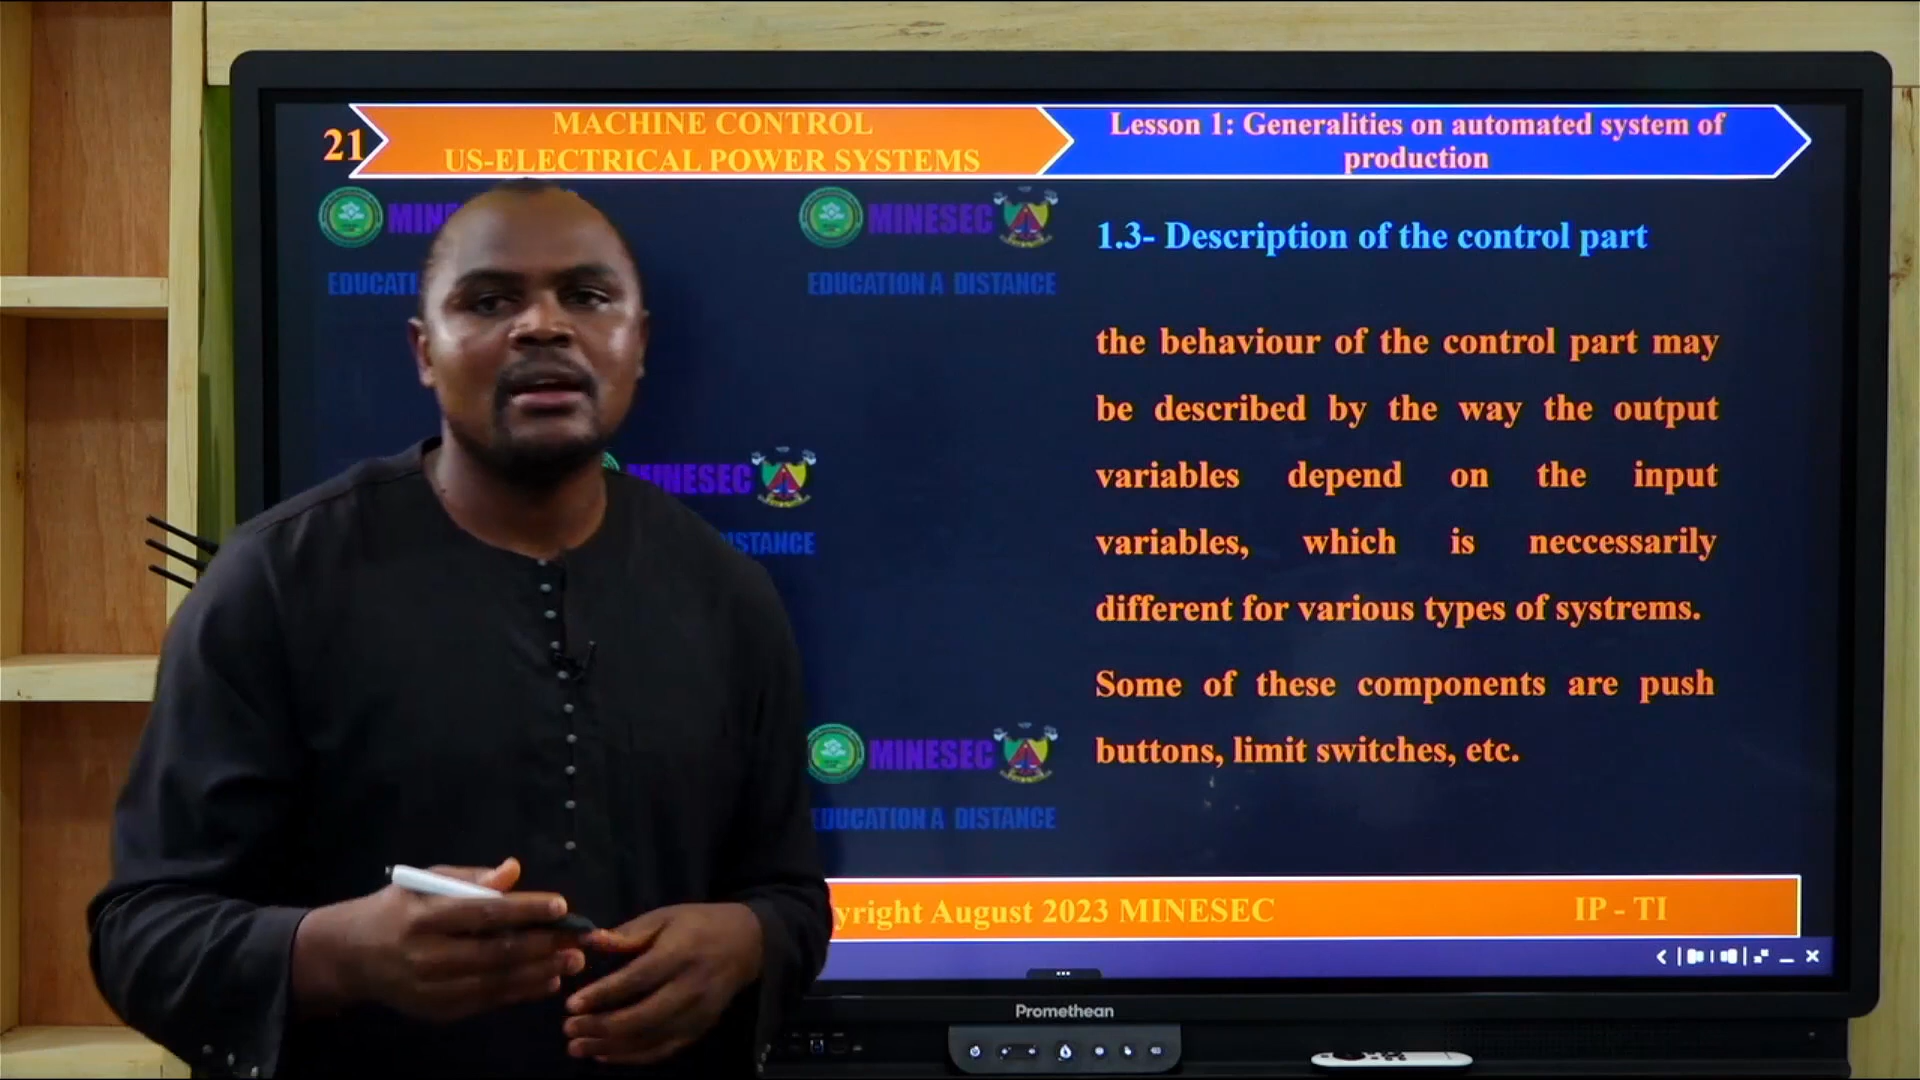 21
MACHINE CONTROL
US-ELECTRICAL POWER SYSTEMS
Lesson 1: Generalities on automated system of
production
MINESEC
EDUCATION A DISTANCE
1.3- Description of the control part
the behaviour of the control part may
be described by the way the output
variables depend on the input
variables, which is neccessarily
different for various types of systrems.
Some of these components are push
buttons, limit switches, etc.
MINESEC
MINESEC
EDUCATION A DISTANCE
August 2023 MINESEC
IP - TI
Promethean